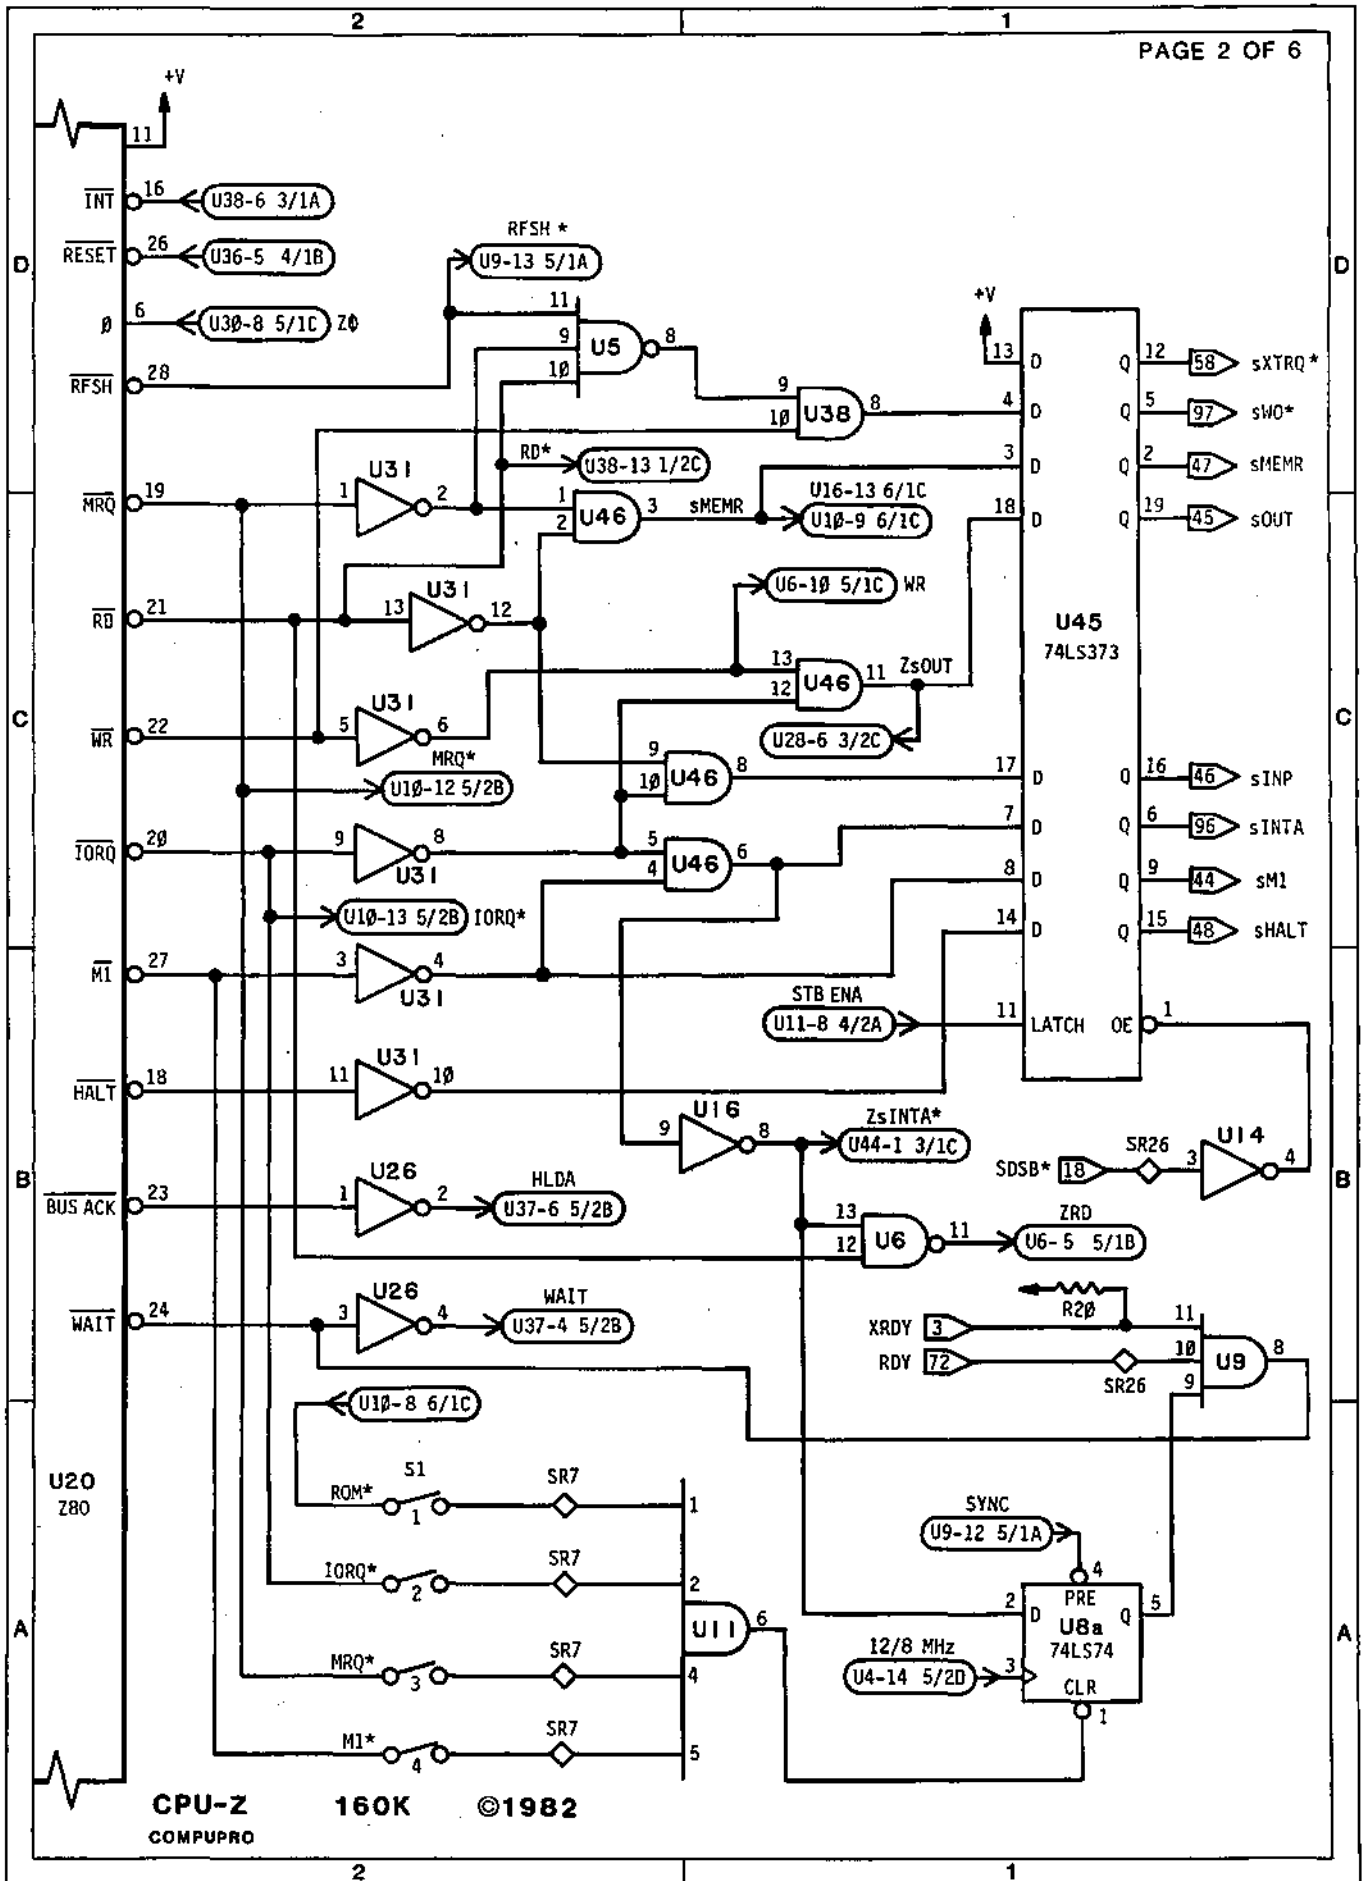 2 1
PAGE 2 OF 6
+V
11
INT 16 U38-6 3/1A
RFSH *
D RESET 26 U36-5 4/1B U9-13 5/1A D
ø 6 U30-8 5/1C ZΦ
+V
11
9 U5 8
10
13 D Q 12 58 sXTRQ*
RFSH 28
9
10 U38 8
4 D Q 5 97 sWO*
RD* U38-13 1/2C
3 D Q 2 47 sMEMR
U31
MRQ 19 1 2
1
2 U46 3 sMEMR
U16-13 6/1C
U10-9 6/1C
18 D Q 19 45 sOUT
U31
U6-10 5/1C WR
RD 21 13 12
U45
74LS373
13
12 U46 11 ZsOUT
C U31 C
WR 22 5 6
U28-6 3/2C
MRQ*
U10-12 5/2B
9
10 U46 8
17 D Q 16 46 sINP
7 D Q 6 96 sINTA
IORQ 20 9 8
U31
5
4 U46 6
8 D Q 9 44 sM1
U10-13 5/2B IORQ*
14 D Q 15 48 sHALT
M1 27 3 4
U31
STB ENA
U11-8 4/2A 11 LATCH OE 1
U31
HALT 18 11 10
U16
9 8
ZsINTA*
U44-1 3/1C
SDSB* 18 SR26 3 U14 4
B U26 B
BUS ACK 23 1 2
HLDA
U37-6 5/2B
13
12 U6 11
ZRD
U6-5 5/1B
U26
WAIT 24 3 4
WAIT
U37-4 5/2B
R20
XRDY 3 11
RDY 72 SR26 10
9 U9 8
U10-8 6/1C
U20
Z80
S1
ROM* 1 SR7 1
SYNC
U9-12 5/1A
IORQ* 2 SR7 2
4
PRE
2 D Q 5
U8a
74LS74
A U11 6 A
12/8 MHz
U4-14 5/2D 3
CLR
1
MRQ* 3 SR7 4
M1* 4 SR7 5
CPU-Z 160K ©1982
COMPUPRO
2 1